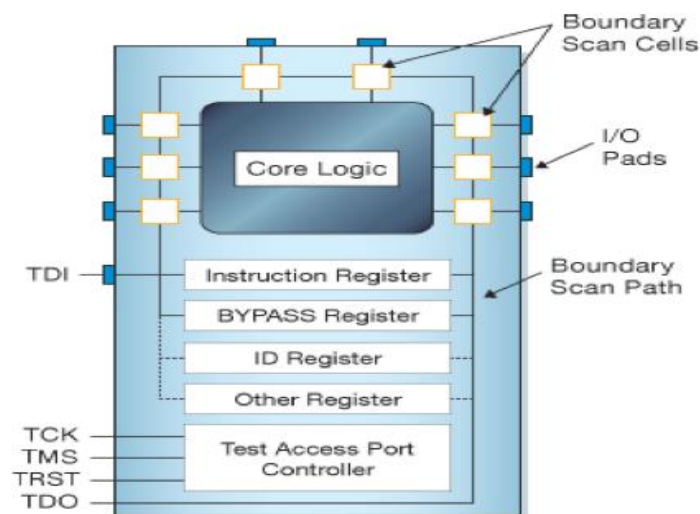 Boundary
Scan Cells
I/O
Pads
Core Logic
TDI
Instruction Register
Boundary
Scan Path
BYPASS Register
ID Register
Other Register
TCK
TMS
TRST
TDO
Test Access Port
Controller